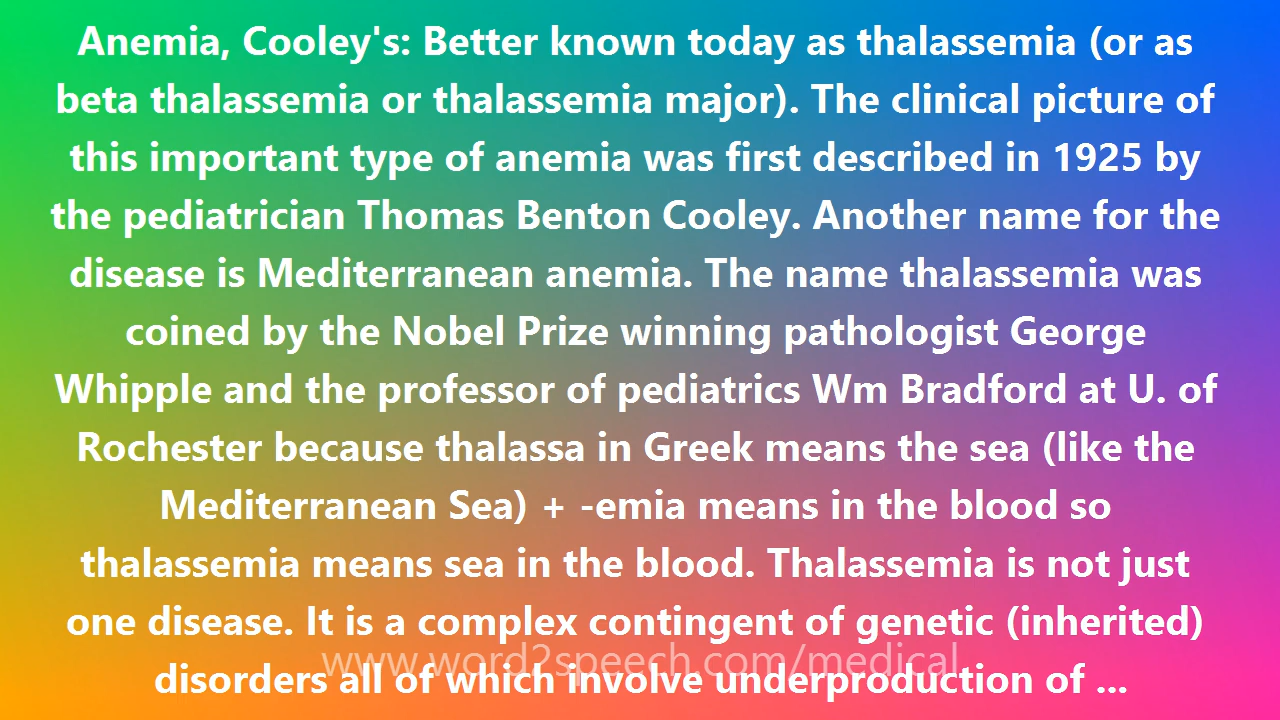 Anemia, Cooley's: Better known today as thalassemia (or as
beta thalassemia or thalassemia major). The clinical picture of
this important type of anemia was first described in 1925 by
the pediatrician Thomas Benton Cooley. Another name for the
disease is Mediterranean anemia. The name thalassemia was
coined by the Nobel Prize winning pathologist George
Whipple and the professor of pediatrics Wm Bradford at U. of
Rochester because thalassa in Greek means the sea (like the
Mediterranean Sea) + -emia means in the blood so
thalassemia means sea in the blood. Thalassemia is not just
one disease. It is a complex contingent of genetic (inherited)
www.word2speech.com/medical
disorders all of which involve underproduction of ...